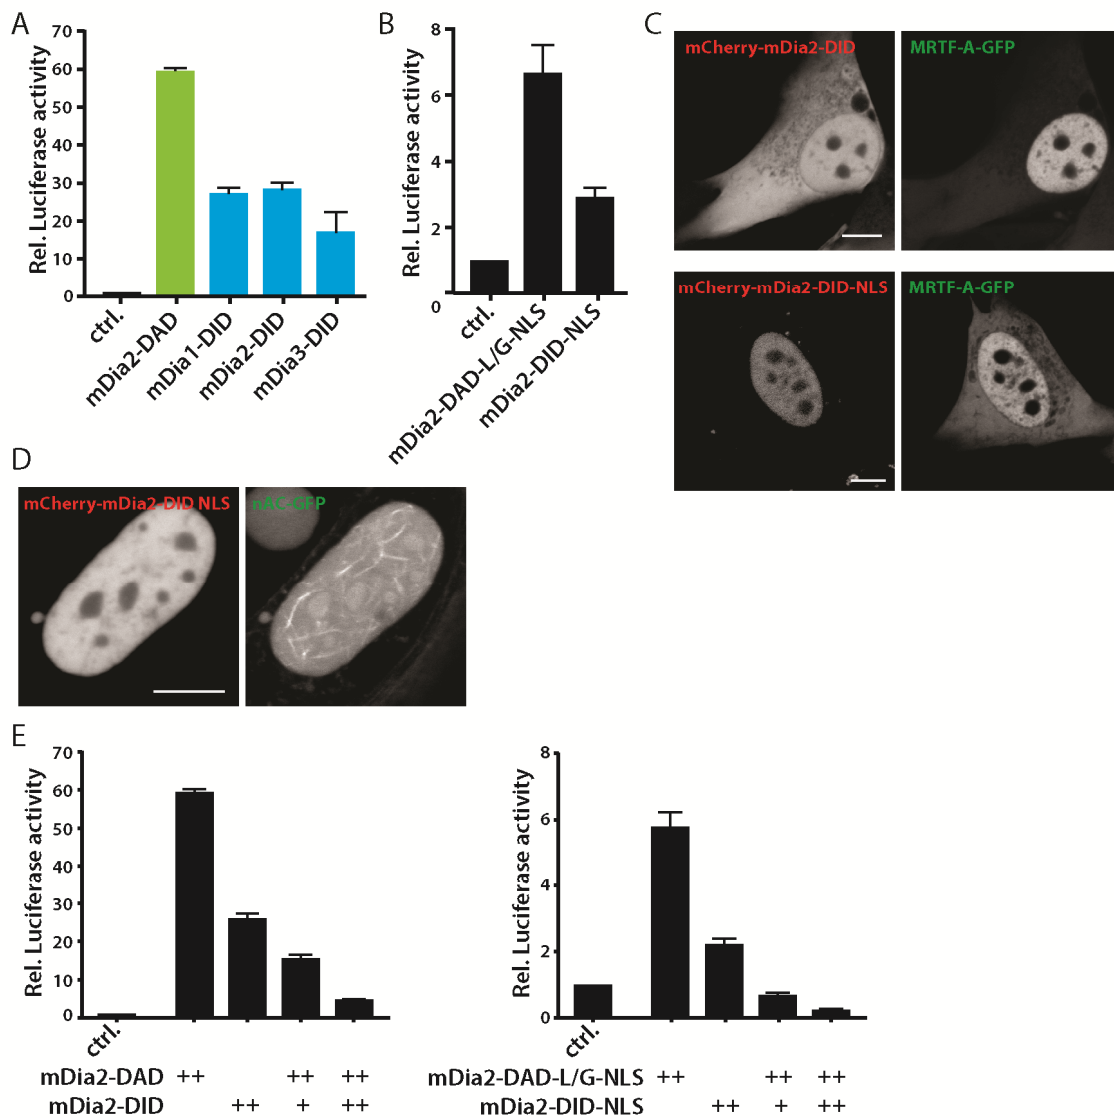 A
Rel. Luciferase activity
70
60
50
40
30
20
10
0
ctrl.
mDia2-DAD
mDia1-DID
mDia2-DID
mDia3-DID
B
Rel. Luciferase activity
8
6
4
2
0
ctrl.
mDia2-DAD-L/G-NLS
mDia2-DID-NLS
C
mCherry-mDia2-DID
MRTF-A-GFP
mCherry-mDia2-DID-NLS
MRTF-A-GFP
D
mCherry-mDia2-DID NLS
nAC-GFP
E
Rel. Luciferase activity
70
60
50
40
30
20
10
0
ctrl.
mDia2-DAD ++ ++ ++
mDia2-DID ++ + ++
Rel. Luciferase activity
8
6
4
2
0
ctrl.
mDia2-DAD-L/G-NLS ++ ++ ++
mDia2-DID-NLS ++ + ++